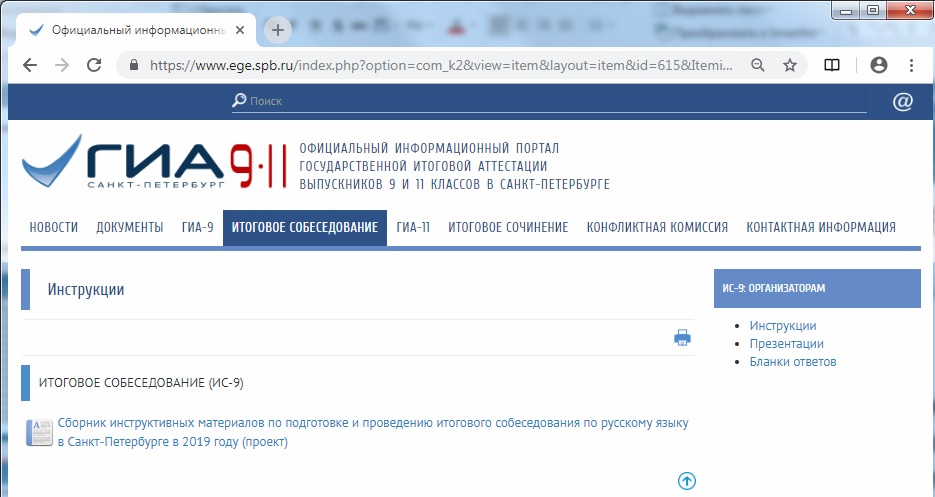 Официальный информационны
https://www.ege.spb.ru/index.php?option=com_k2&view=item&layout=item&id=615&Itemi...
Поиск
@
ГИА 9·11
САНКТ-ПЕТЕРБУРГ
ОФИЦИАЛЬНЫЙ ИНФОРМАЦИОННЫЙ ПОРТАЛ
ГОСУДАРСТВЕННОЙ ИТОГОВОЙ АТТЕСТАЦИИ
ВЫПУСКНИКОВ 9 И 11 КЛАССОВ В САНКТ-ПЕТЕРБУРГЕ
НОВОСТИ ДОКУМЕНТЫ ГИА-9 ИТОГОВОЕ СОБЕСЕДОВАНИЕ ГИА-11 ИТОГОВОЕ СОЧИНЕНИЕ КОНФЛИКТНАЯ КОМИССИЯ КОНТАКТНАЯ ИНФОРМАЦИЯ
Инструкции
ИТОГОВОЕ СОБЕСЕДОВАНИЕ (ИС-9)
Сборник инструктивных материалов по подготовке и проведению итогового собеседования по русскому языку
в Санкт-Петербурге в 2019 году (проект)
ИС-9: ОРГАНИЗАТОРАМ
Инструкции
Презентации
Бланки ответов